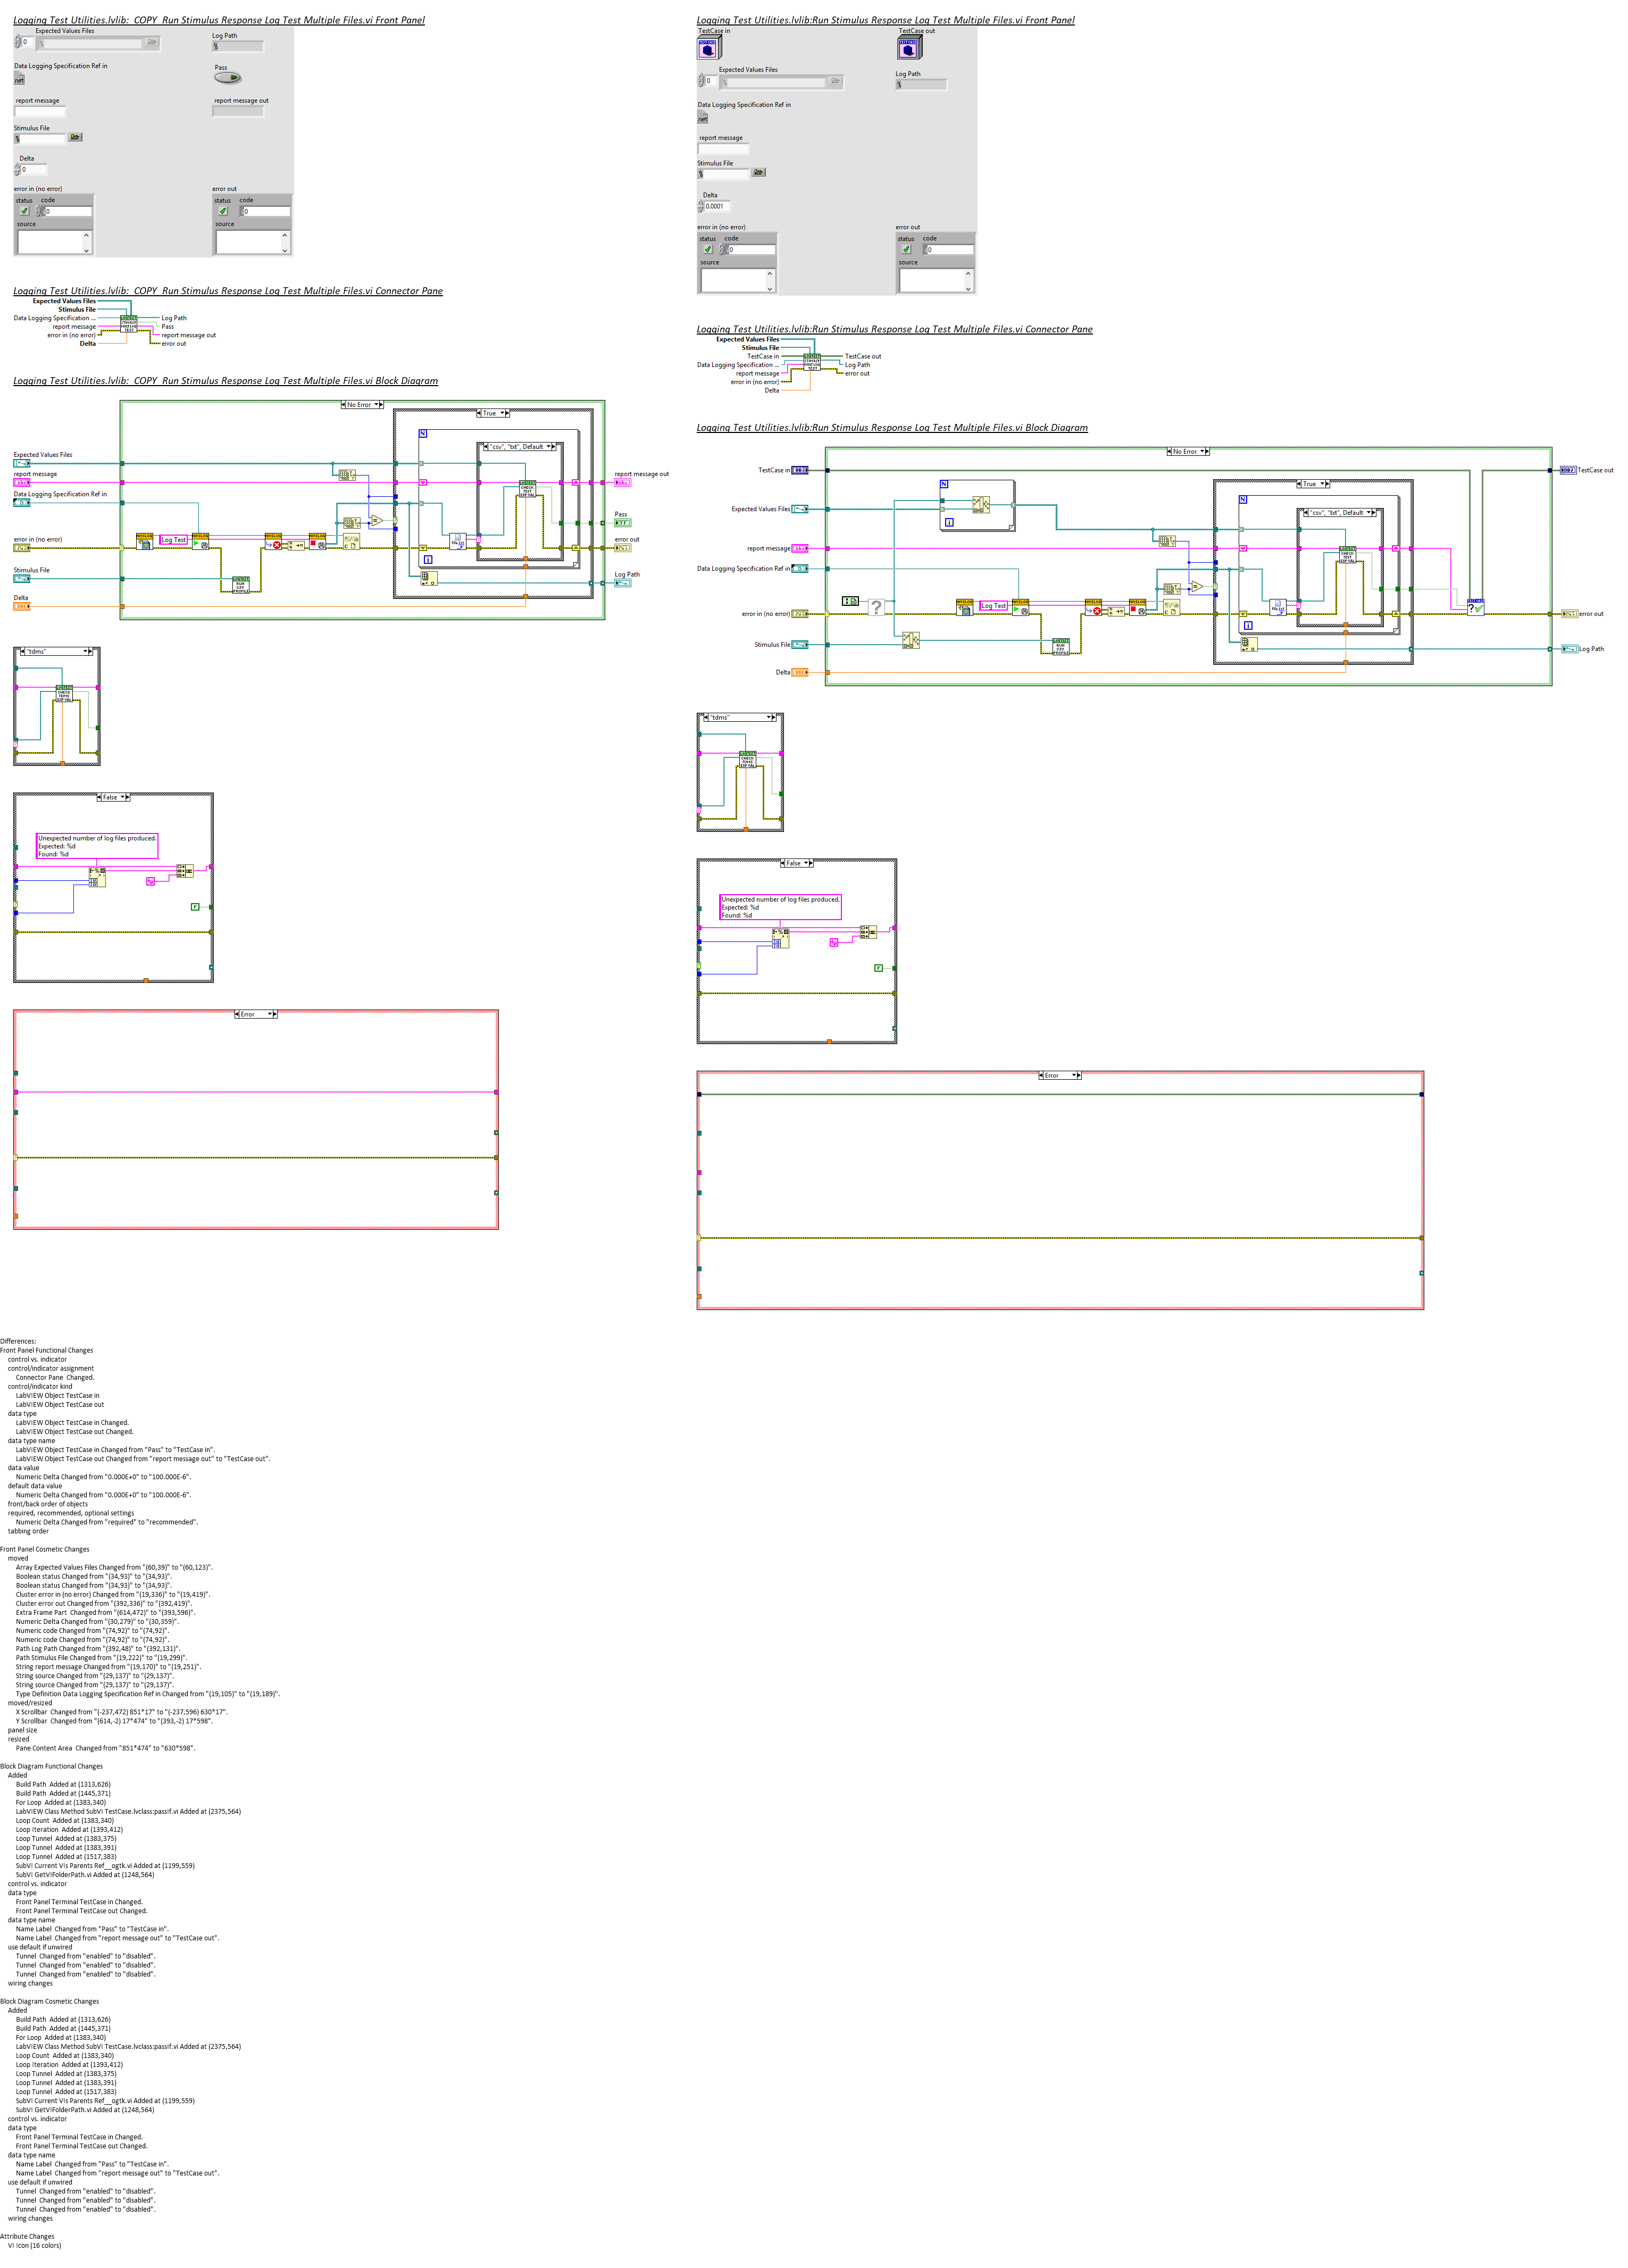 Logging Test Utilities.lvlib:  COPY  Run Stimulus Response Log Test Multiple Files.vi Front Panel
Expected Values Files
0
Log Path
Data Logging Specification Ref in
Pass
report message
report message out
Stimulus File
Delta
0
error in (no error)
error out
status code
0
source
status code
0
source
Logging Test Utilities.lvlib:  COPY  Run Stimulus Response Log Test Multiple Files.vi Connector Pane
Expected Values Files
Stimulus File
Data Logging Specification ...
report message
error in (no error)
Delta
Log Path
Pass
report message out
error out
Logging Test Utilities.lvlib:  COPY  Run Stimulus Response Log Test Multiple Files.vi Block Diagram
No Error
True
"csv", "txt", Default
Expected Values Files
report message
Data Logging Specification Ref in
error in (no error)
Log Test
Stimulus File
Delta
report message out
Pass
error out
Log Path
"tdms"
False
Unexpected number of log files produced.
Expected: %d
Found: %d
Error
Logging Test Utilities.lvlib:Run Stimulus Response Log Test Multiple Files.vi Front Panel
TestCase in
TestCase out
Expected Values Files
0
Log Path
Data Logging Specification Ref in
report message
Stimulus File
Delta
0.0001
error in (no error)
error out
status code
0
source
status code
0
source
Logging Test Utilities.lvlib:Run Stimulus Response Log Test Multiple Files.vi Connector Pane
Expected Values Files
Stimulus File
TestCase in
Data Logging Specification ...
report message
error in (no error)
Delta
TestCase out
Log Path
error out
Logging Test Utilities.lvlib:Run Stimulus Response Log Test Multiple Files.vi Block Diagram
No Error
TestCase in
TestCase out
True
"csv", "txt", Default
Expected Values Files
report message
Data Logging Specification Ref in
error in (no error)
Log Test
error out
Stimulus File
Log Path
Delta
"tdms"
False
Unexpected number of log files produced.
Expected: %d
Found: %d
Error
Differences:
Front Panel Functional Changes
control vs. indicator
control/indicator assignment
Connector Pane  Changed.
control/indicator kind
LabVIEW Object TestCase in
LabVIEW Object TestCase out
data type
LabVIEW Object TestCase in Changed.
LabVIEW Object TestCase out Changed.
data type name
LabVIEW Object TestCase in Changed from "Pass" to "TestCase in".
LabVIEW Object TestCase out Changed from "report message out" to "TestCase out".
data value
Numeric Delta Changed from "0.000E+0" to "100.000E-6".
default data value
Numeric Delta Changed from "0.000E+0" to "100.000E-6".
front/back order of objects
required, recommended, optional settings
Numeric Delta Changed from "required" to "recommended".
tabbing order
Front Panel Cosmetic Changes
moved
Array Expected Values Files Changed from "(60,39)" to "(60,123)".
Boolean status Changed from "(34,93)" to "(34,93)".
Boolean status Changed from "(34,93)" to "(34,93)".
Cluster error in (no error) Changed from "(19,336)" to "(19,419)".
Cluster error out Changed from "(392,336)" to "(392,419)".
Extra Frame Part  Changed from "(614,472)" to "(393,596)".
Numeric Delta Changed from "(30,279)" to "(30,359)".
Numeric code Changed from "(74,92)" to "(74,92)".
Numeric code Changed from "(74,92)" to "(74,92)".
Path Log Path Changed from "(392,48)" to "(392,131)".
Path Stimulus File Changed from "(19,222)" to "(19,299)".
String report message Changed from "(19,170)" to "(19,251)".
String source Changed from "(29,137)" to "(29,137)".
String source Changed from "(29,137)" to "(29,137)".
Type Definition Data Logging Specification Ref in Changed from "(19,105)" to "(19,189)".
moved/resized
X Scrollbar  Changed from "(-237,472) 851*17" to "(-237,596) 630*17".
Y Scrollbar  Changed from "(614,-2) 17*474" to "(393,-2) 17*598".
panel size
resized
Pane Content Area  Changed from "851*474" to "630*598".
Block Diagram Functional Changes
Added
Build Path  Added at (1313,626)
Build Path  Added at (1445,371)
For Loop  Added at (1383,340)
LabVIEW Class Method SubVI TestCase.lvclass:passIf.vi Added at (2375,564)
Loop Count  Added at (1383,340)
Loop Iteration  Added at (1393,412)
Loop Tunnel  Added at (1383,375)
Loop Tunnel  Added at (1383,391)
Loop Tunnel  Added at (1517,383)
SubVI Current VIs Parents Ref__ogtk.vi Added at (1199,559)
SubVI GetVIFolderPath.vi Added at (1248,564)
control vs. indicator
data type
Front Panel Terminal TestCase in Changed.
Front Panel Terminal TestCase out Changed.
data type name
Name Label  Changed from "Pass" to "TestCase in".
Name Label  Changed from "report message out" to "TestCase out".
use default if unwired
Tunnel  Changed from "enabled" to "disabled".
Tunnel  Changed from "enabled" to "disabled".
Tunnel  Changed from "enabled" to "disabled".
wiring changes
Block Diagram Cosmetic Changes
Added
Build Path  Added at (1313,626)
Build Path  Added at (1445,371)
For Loop  Added at (1383,340)
LabVIEW Class Method SubVI TestCase.lvclass:passIf.vi Added at (2375,564)
Loop Count  Added at (1383,340)
Loop Iteration  Added at (1393,412)
Loop Tunnel  Added at (1383,375)
Loop Tunnel  Added at (1383,391)
Loop Tunnel  Added at (1517,383)
SubVI Current VIs Parents Ref__ogtk.vi Added at (1199,559)
SubVI GetVIFolderPath.vi Added at (1248,564)
control vs. indicator
data type
Front Panel Terminal TestCase in Changed.
Front Panel Terminal TestCase out Changed.
data type name
Name Label  Changed from "Pass" to "TestCase in".
Name Label  Changed from "report message out" to "TestCase out".
use default if unwired
Tunnel  Changed from "enabled" to "disabled".
Tunnel  Changed from "enabled" to "disabled".
Tunnel  Changed from "enabled" to "disabled".
wiring changes
Attribute Changes
VI Icon (16 colors)